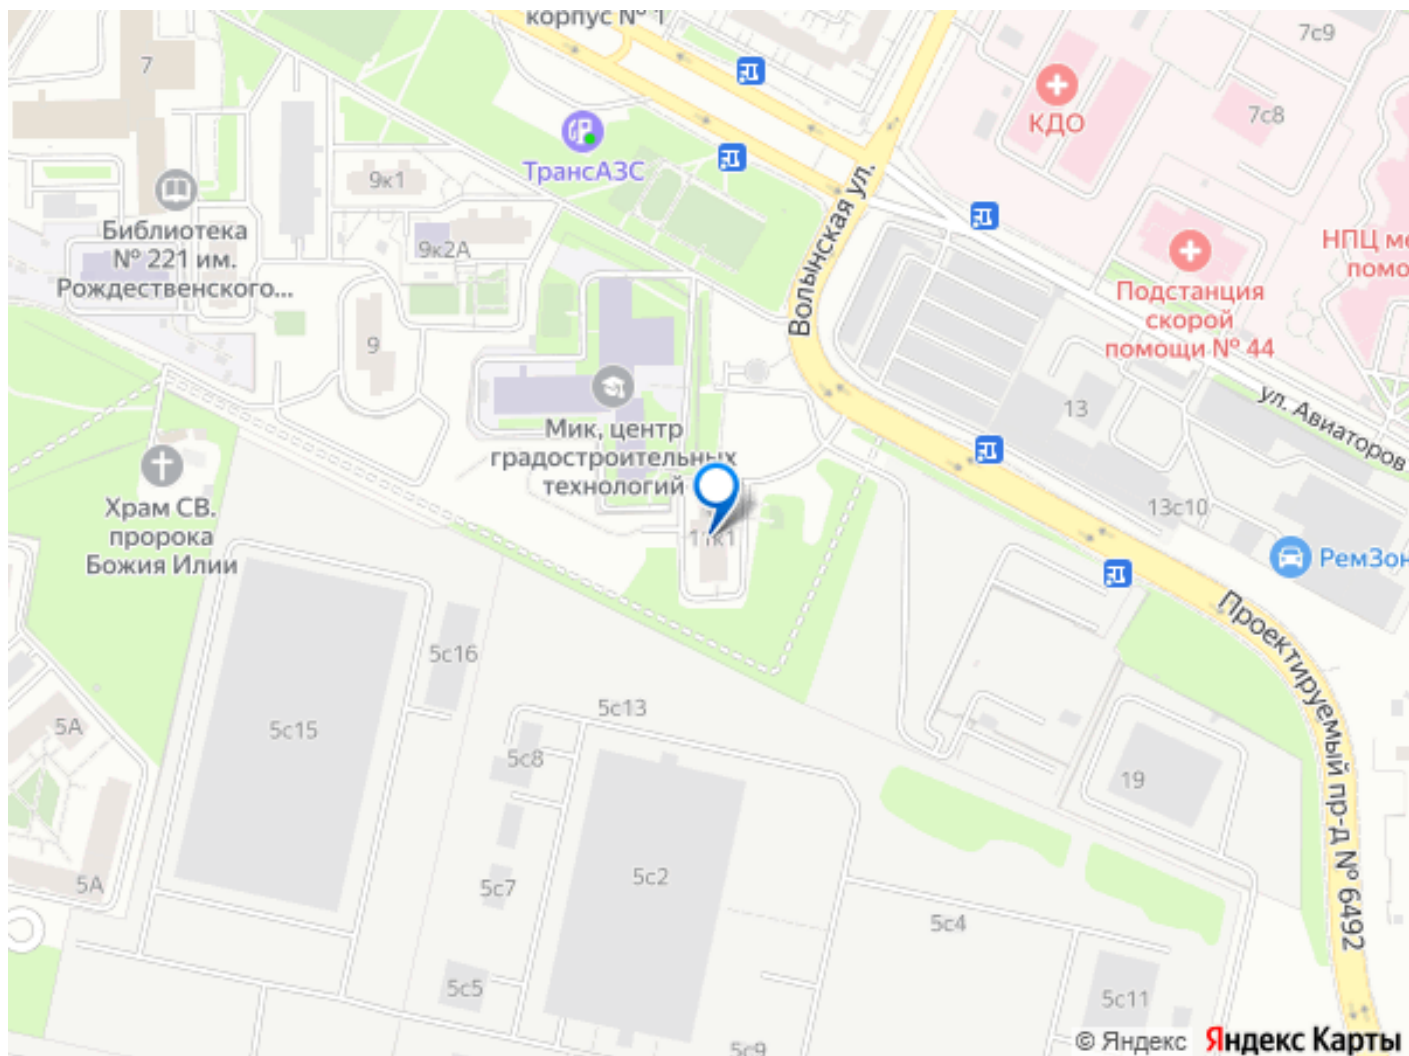 корпус № 1
7с9
7
КДО
7с8
ТрансАЗС
9к1
Библиотека
№ 221 им.
Рождественского...
9к2А
Волынская ул.
НПЦ ме
помо
Подстанция
скорой
помощи № 44
9
13
ул. Авиаторов
Мик, центр
градостроительных
технологий
Храм СВ.
пророка
Божия Илии
13с10
11к1
РемЗон
Проектируемый пр-д № 6492
5с16
5А
5с15
5с13
5с8
19
5А
5с7
5с2
5с4
5с5
5с11
5с9
© Яндекс
Яндекс Карты